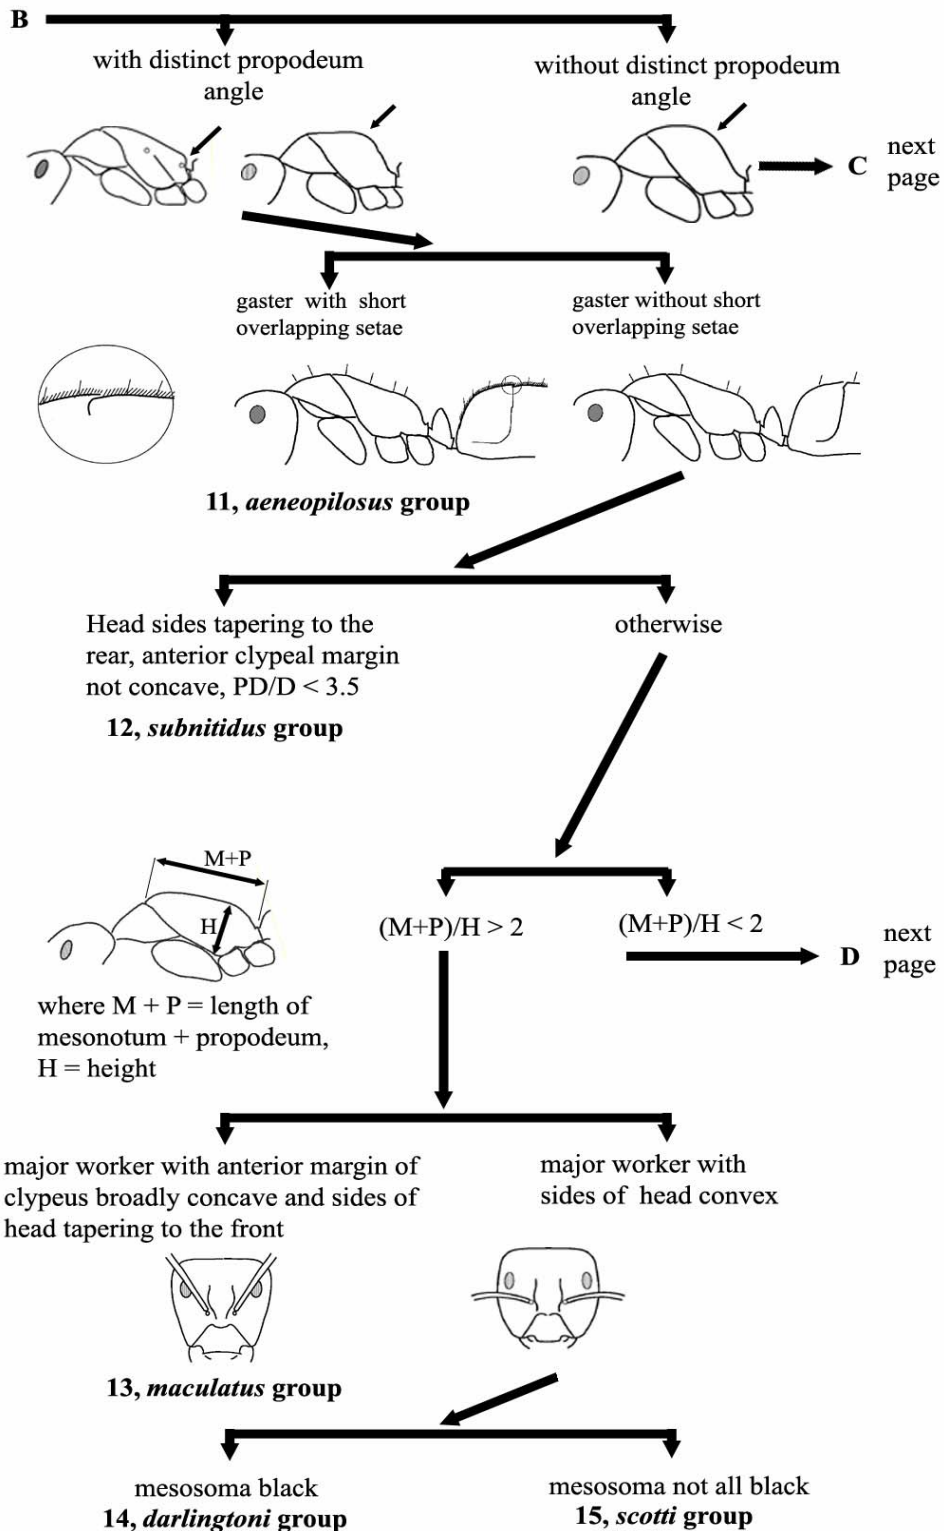 B
with distinct propodeum
angle
without distinct propodeum
angle
next
C
page
gaster with short
overlapping setae
gaster without short
overlapping setae
11, aeneopilosus group
Head sides tapering to the
rear, anterior clypeal margin
not concave, PD/D < 3.5
12, subnitidus group
otherwise
M+P
H
(M+P)/H > 2
(M+P)/H < 2
next
D
page
where M + P = length of
mesonotum + propodeum,
H = height
major worker with anterior margin of
clypeus broadly concave and sides of
head tapering to the front
major worker with
sides of head convex
13, maculatus group
mesosoma black
14, darlingtoni group
mesosoma not all black
15, scotti group